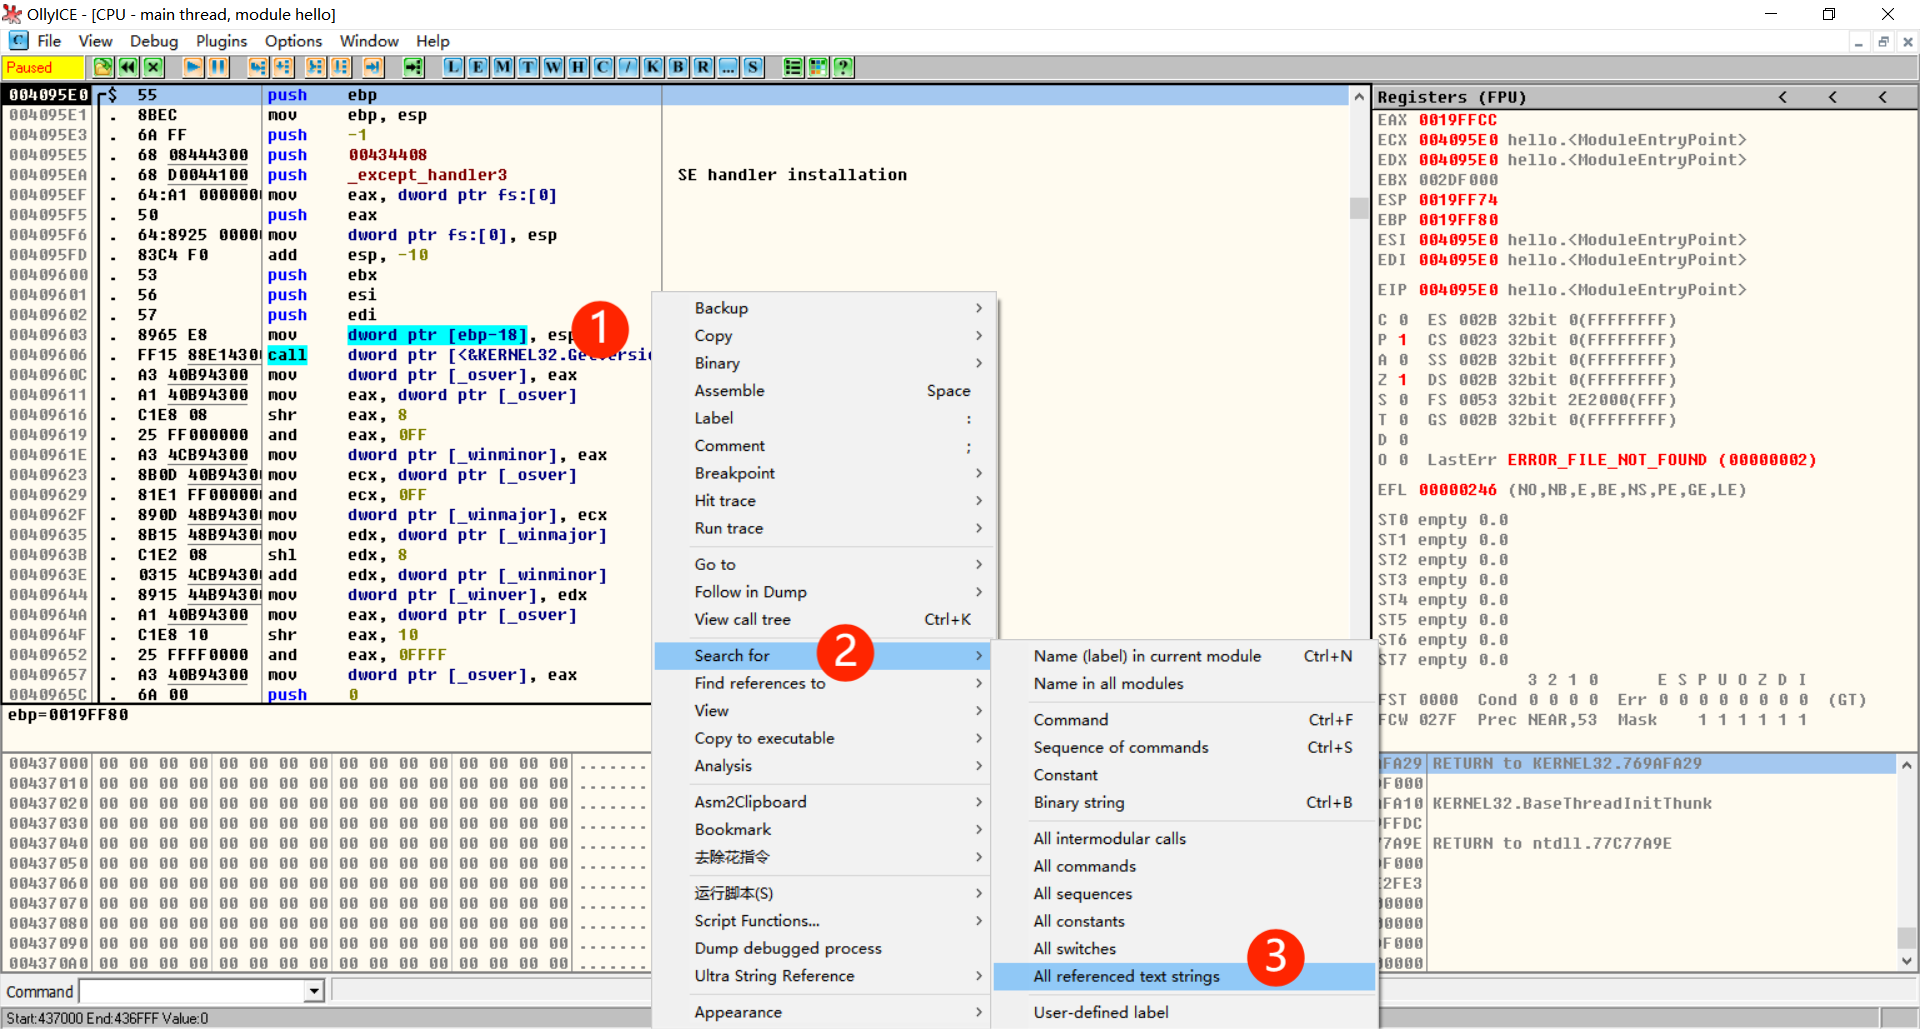 OllyICE - [CPU - main thread, module hello]
File View Debug Plugins Options Window Help
Paused L E M T W H C / K B R ... S ?
004095E0 $ 55 push ebp
004095E1 . 8BEC mov ebp, esp
004095E3 . 6A FF push -1
004095E5 . 68 08444300 push 00434408
004095EA . 68 D0044100 push _except_handler3 SE handler installation
004095EF . 64:A1 0000000 mov eax, dword ptr fs:[0]
004095F5 . 50 push eax
004095F6 . 64:8925 0000 mov dword ptr fs:[0], esp
004095FD . 83C4 F0 add esp, -10
00409600 . 53 push ebx
00409601 . 56 push esi
00409602 . 57 push edi
00409603 . 8965 E8 mov dword ptr [ebp-18], esp
00409606 . FF15 88E14300 call dword ptr [<&KERNEL32.GetVersio
0040960C . A3 40B94300 mov dword ptr [_osver], eax
00409611 . A1 40B94300 mov eax, dword ptr [_osver]
00409616 . C1E8 08 shr eax, 8
00409619 . 25 FF000000 and eax, 0FF
0040961E . A3 4CB94300 mov dword ptr [_winminor], eax
00409623 . 8B0D 40B9430 mov ecx, dword ptr [_osver]
00409629 . 81E1 FF00000 and ecx, 0FF
0040962F . 890D 48B9430 mov dword ptr [_winmajor], ecx
00409635 . 8B15 48B9430 mov edx, dword ptr [_winmajor]
0040963B . C1E2 08 shl edx, 8
0040963E . 0315 4CB9430 add edx, dword ptr [_winminor]
00409644 . 8915 44B9430 mov dword ptr [_winver], edx
0040964A . A1 40B94300 mov eax, dword ptr [_osver]
0040964F . C1E8 10 shr eax, 10
00409652 . 25 FFFF0000 and eax, 0FFFF
00409657 . A3 40B94300 mov dword ptr [_osver], eax
0040965C . 6A 00 push 0
ebp=0019FF80
00437000 00 00 00 00 00 00 00 00 00 00 00 00 00 00 00 00 .......
00437010 00 00 00 00 00 00 00 00 00 00 00 00 00 00 00 00 .......
00437020 00 00 00 00 00 00 00 00 00 00 00 00 00 00 00 00 .......
00437030 00 00 00 00 00 00 00 00 00 00 00 00 00 00 00 00 .......
00437040 00 00 00 00 00 00 00 00 00 00 00 00 00 00 00 00 .......
00437050 00 00 00 00 00 00 00 00 00 00 00 00 00 00 00 00 .......
00437060 00 00 00 00 00 00 00 00 00 00 00 00 00 00 00 00 .......
00437070 00 00 00 00 00 00 00 00 00 00 00 00 00 00 00 00 .......
00437080 00 00 00 00 00 00 00 00 00 00 00 00 00 00 00 00 .......
00437090 00 00 00 00 00 00 00 00 00 00 00 00 00 00 00 00 .......
004370A0 00 00 00 00 00 00 00 00 00 00 00 00 00 00 00 00 .......
Command
Start:437000 End:436FFF Value:0
1
Backup
Copy
Binary
Assemble Space
Label :
Comment ;
Breakpoint
Hit trace
Run trace
Go to
Follow in Dump
View call tree Ctrl+K
Search for 2
Find references to
View
Copy to executable
Analysis
Asm2Clipboard
Bookmark
去除花指令
运行脚本(S)
Script Functions...
Dump debugged process
Ultra String Reference
Appearance
Name (label) in current module Ctrl+N
Name in all modules
Command Ctrl+F
Sequence of commands Ctrl+S
Constant
Binary string Ctrl+B
All intermodular calls
All commands
All sequences
All constants
All switches
3
All referenced text strings
User-defined label
Registers (FPU) < < <
EAX 0019FFCC
ECX 004095E0 hello.<ModuleEntryPoint>
EDX 004095E0 hello.<ModuleEntryPoint>
EBX 002DF000
ESP 0019FF74
EBP 0019FF80
ESI 004095E0 hello.<ModuleEntryPoint>
EDI 004095E0 hello.<ModuleEntryPoint>
EIP 004095E0 hello.<ModuleEntryPoint>
C 0 ES 002B 32bit 0(FFFFFFFF)
P 1 CS 0023 32bit 0(FFFFFFFF)
A 0 SS 002B 32bit 0(FFFFFFFF)
Z 1 DS 002B 32bit 0(FFFFFFFF)
S 0 FS 0053 32bit 2E2000(FFF)
T 0 GS 002B 32bit 0(FFFFFFFF)
D 0
O 0 LastErr ERROR_FILE_NOT_FOUND (00000002)
EFL 00000246 (NO,NB,E,BE,NS,PE,GE,LE)
ST0 empty 0.0
ST1 empty 0.0
ST2 empty 0.0
ST3 empty 0.0
ST4 empty 0.0
ST5 empty 0.0
ST6 empty 0.0
ST7 empty 0.0
3 2 1 0 E S P U O Z D I
FST 0000 Cond 0 0 0 0 Err 0 0 0 0 0 0 0 0 (GT)
FCW 027F Prec NEAR,53 Mask 1 1 1 1 1 1
AFA29 RETURN to KERNEL32.769AFA29
DF000
FA10 KERNEL32.BaseThreadInitThunk
FFDC
7A9E RETURN to ntdll.77C77A9E
DF000
E2FE3
00000
00000
DF000
00000